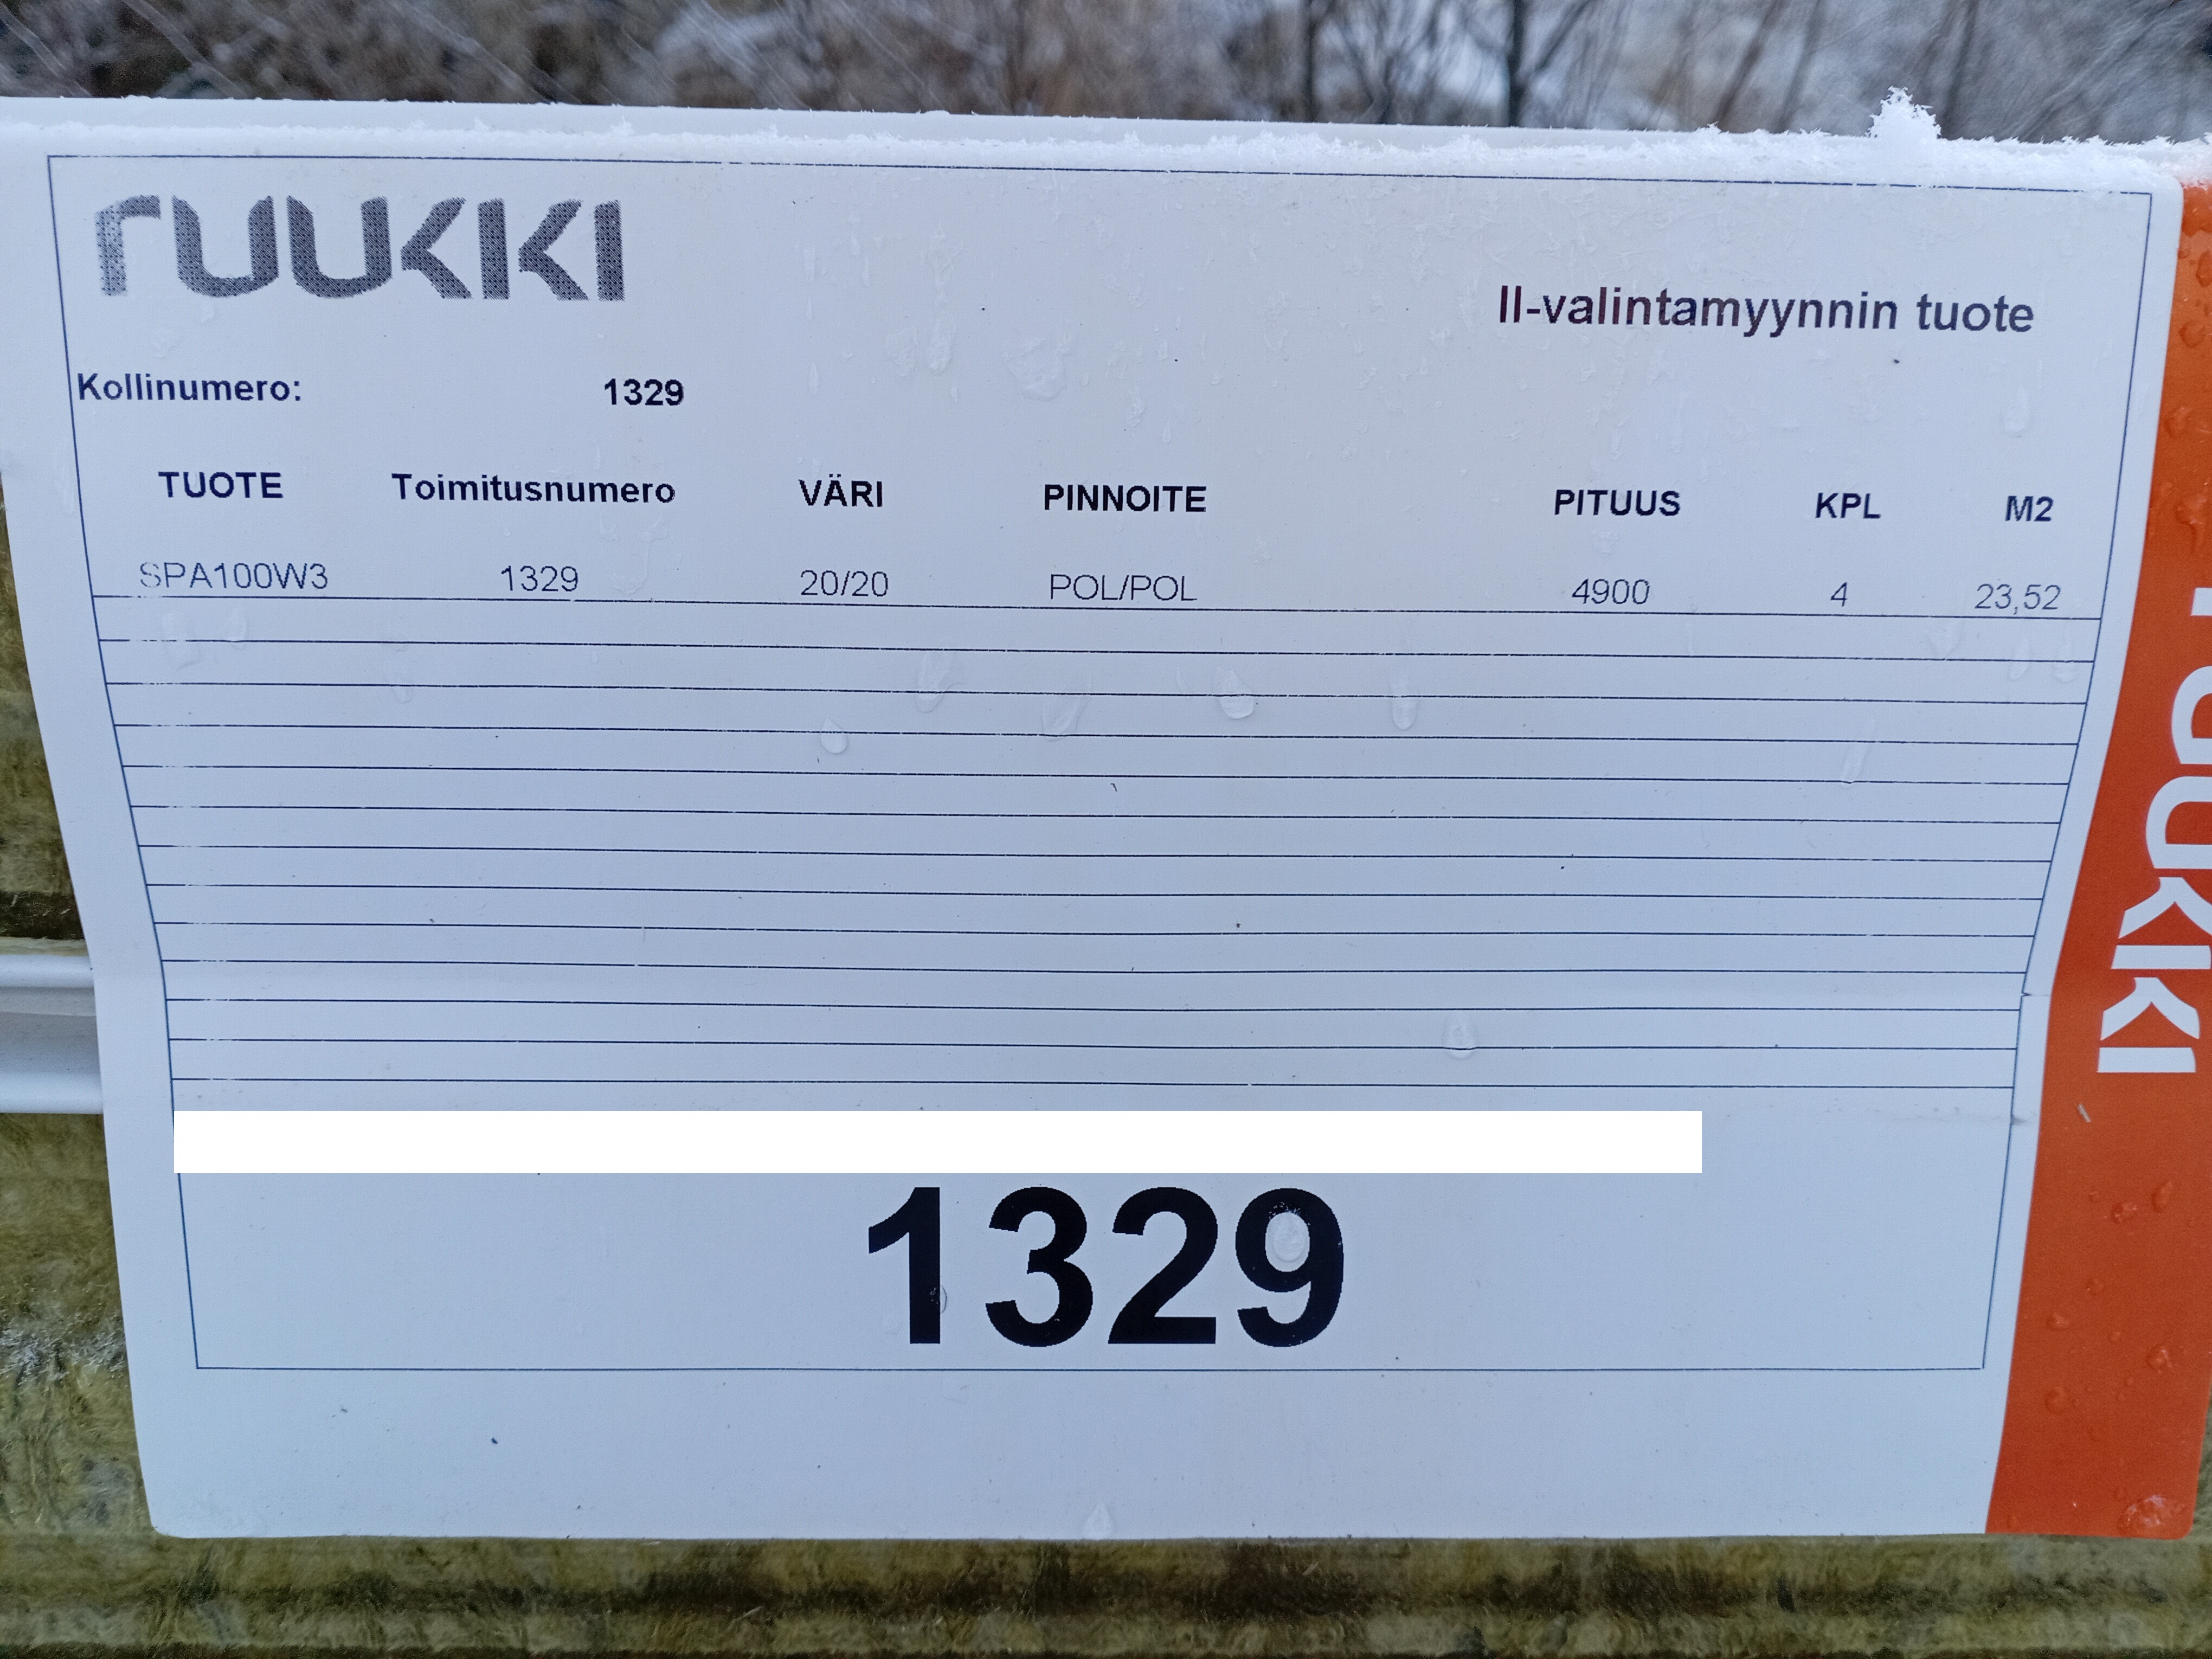 ruukki
II-valintamyynnin tuote
Kollinumero: 1329
TUOTE Toimitusnumero VÄRI PINNOITE PITUUS KPL M2
SPA100W3 1329 20/20 POL/POL 4900 4 23,52
1329
ruukki